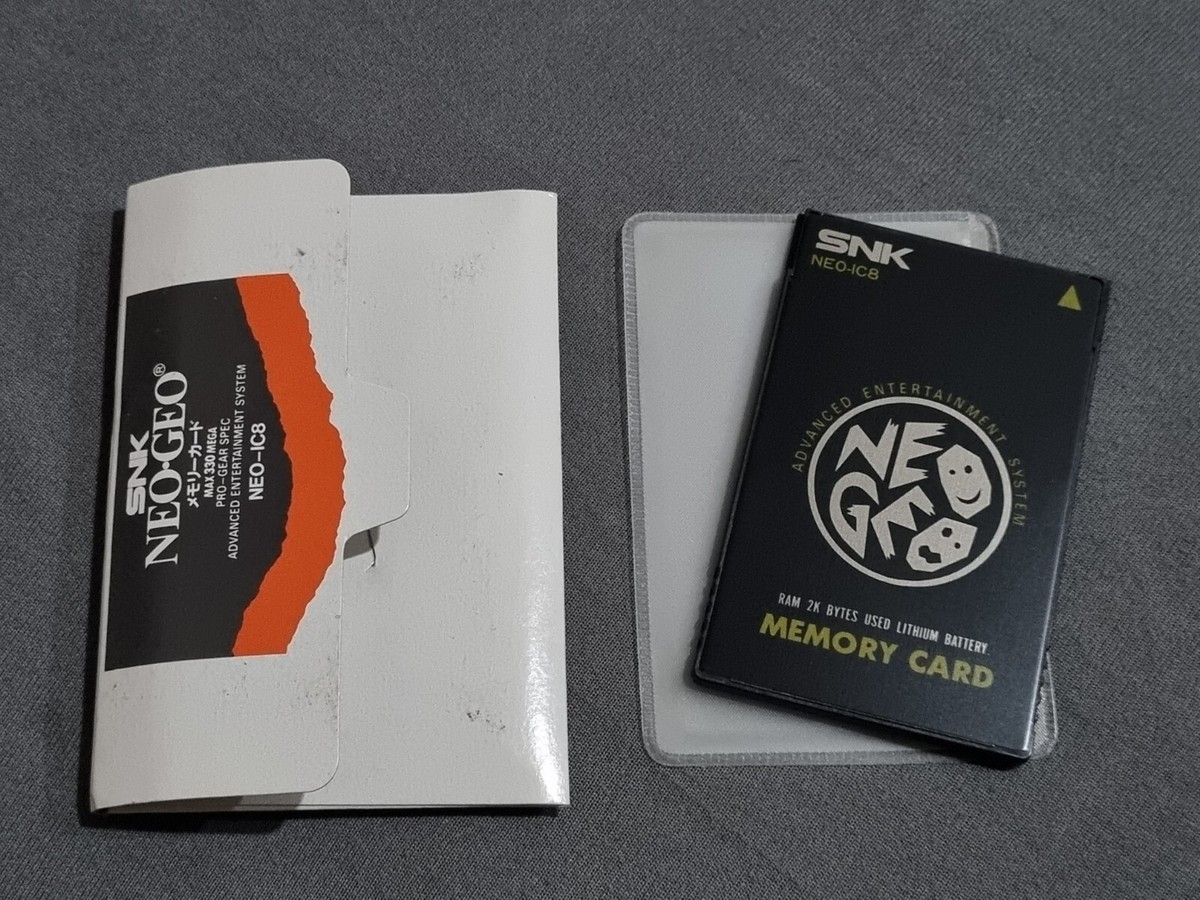 SNK
NEO·GEO®
メモリーカード
MAX 330 MEGA
PRO-GEAR SPEC
ADVANCED ENTERTAINMENT SYSTEM
NEO-IC8
SNK
NEO-IC8
ADVANCED ENTERTAINMENT SYSTEM
NEO
GEO
RAM 2K BYTES USED LITHIUM BATTERY
MEMORY CARD